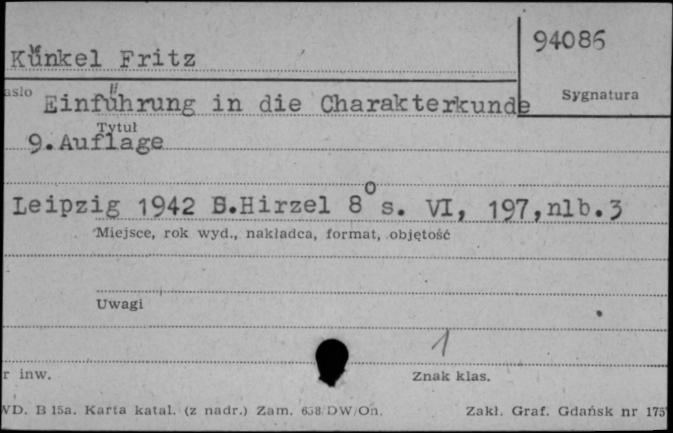 Künkel Fritz
94086
asło
Sygnatura
Einführung in die Charakterkunde
Tytuł
9. Auflage
Leipzig 1942 S.Hirzel 8° s. VI, 197, nlb. 3
Miejsce, rok wyd., nakładca, format, objętość
Uwagi
1
r inw.
Znak klas.
WD. B 15a. Karta katal. (z nadr.) Zam. 658/DW/On.
Zakł. Graf. Gdańsk nr 175